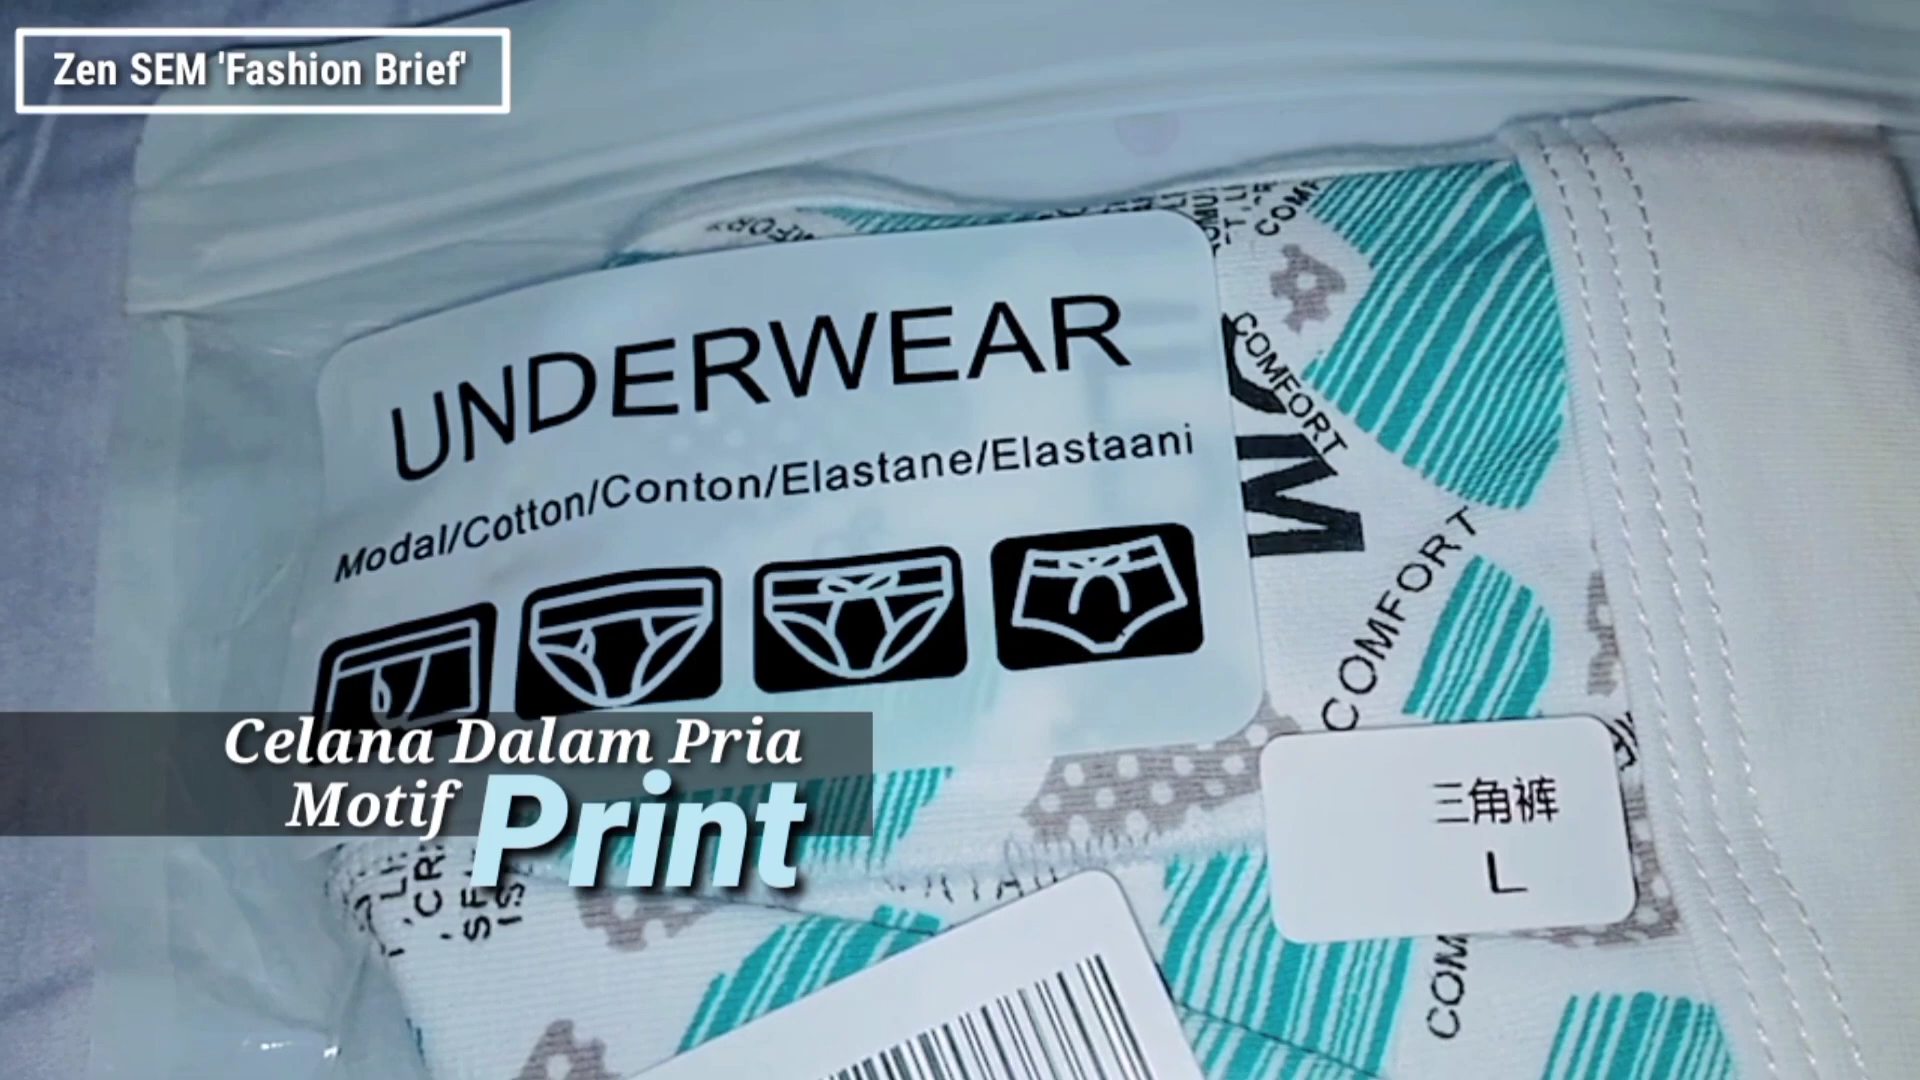 Zen SEM 'Fashion Brief'
UNDERWEAR
Modal/Cotton/Conton/Elastane/Elastaani
COMFORT
COMFORT
Celana Dalam Pria
Motif Print
三角裤
L
COM